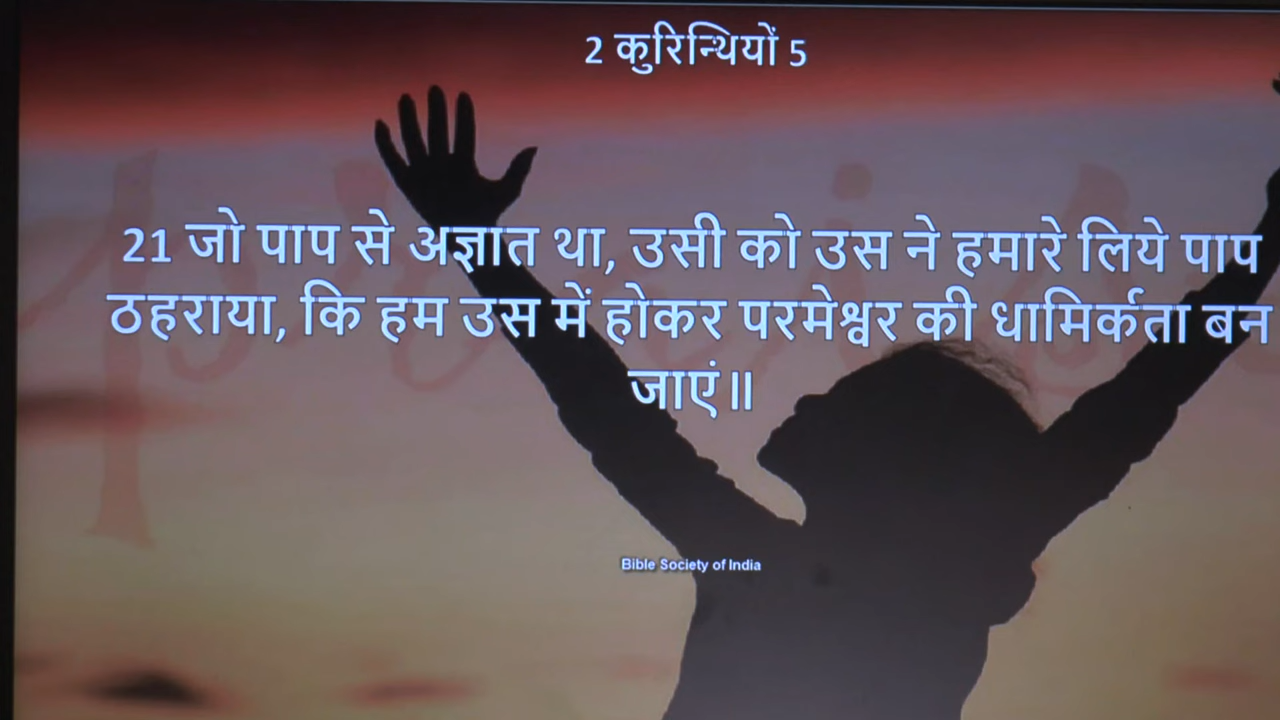 2 कुरिन्थियों 5
21 जो पाप से अज्ञात था, उसी को उस ने हमारे लिये पाप
ठहराया, कि हम उस में होकर परमेश्वर की धामिर्कता बन
जाएं॥
Bible Society of India